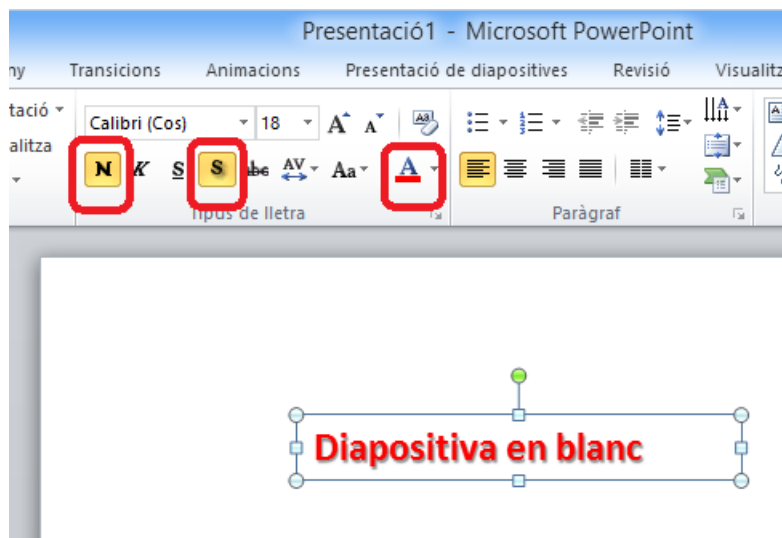 Presentació1 - Microsoft PowerPoint
ny Transicions Animacions Presentació de diapositives Revisió Visualitz
tació
Calibri (Cos) 18 A A Aa
alitza
N K S S abc AV Aa A
Tipus de lletra Paràgraf
Diapositiva en blanc